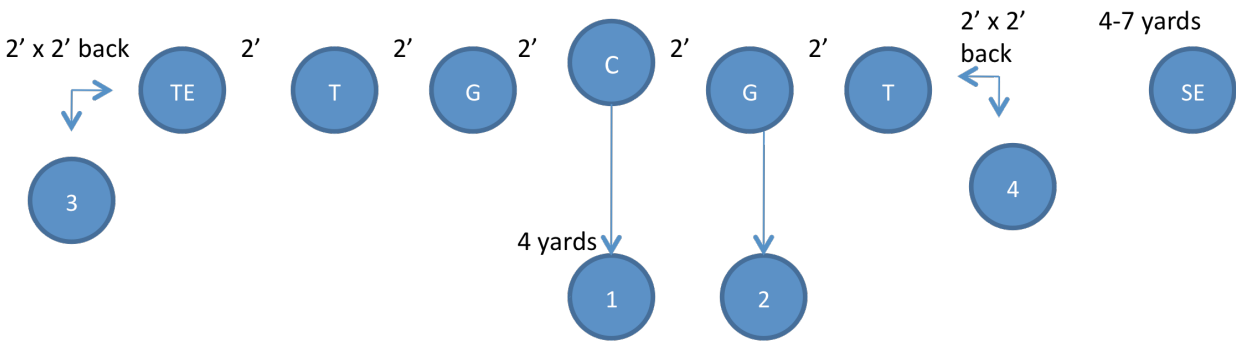 2’ x 2’ back
2’
2’
2’
2’
2’
2’ x 2’
back
4-7 yards
TE
T
G
C
G
T
SE
3
4
4 yards
1
2